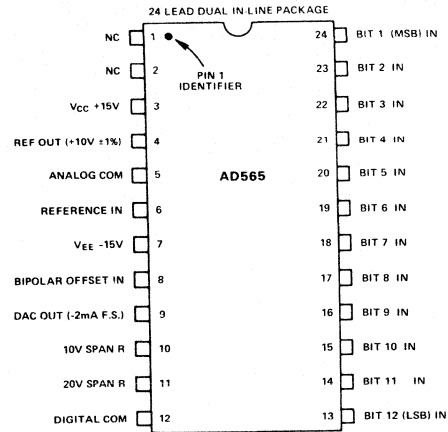 24 LEAD DUAL IN-LINE PACKAGE
NC 1 24 BIT 1 (MSB) IN
PIN 1
IDENTIFIER
NC 2 23 BIT 2 IN
VCC +15V 3 22 BIT 3 IN
REF OUT (+10V ±1%) 4 21 BIT 4 IN
ANALOG COM 5 AD565 20 BIT 5 IN
REFERENCE IN 6 19 BIT 6 IN
VEE -15V 7 18 BIT 7 IN
BIPOLAR OFFSET IN 8 17 BIT 8 IN
DAC OUT (-2mA F.S.) 9 16 BIT 9 IN
10V SPAN R 10 15 BIT 10 IN
20V SPAN R 11 14 BIT 11 IN
DIGITAL COM 12 13 BIT 12 (LSB) IN